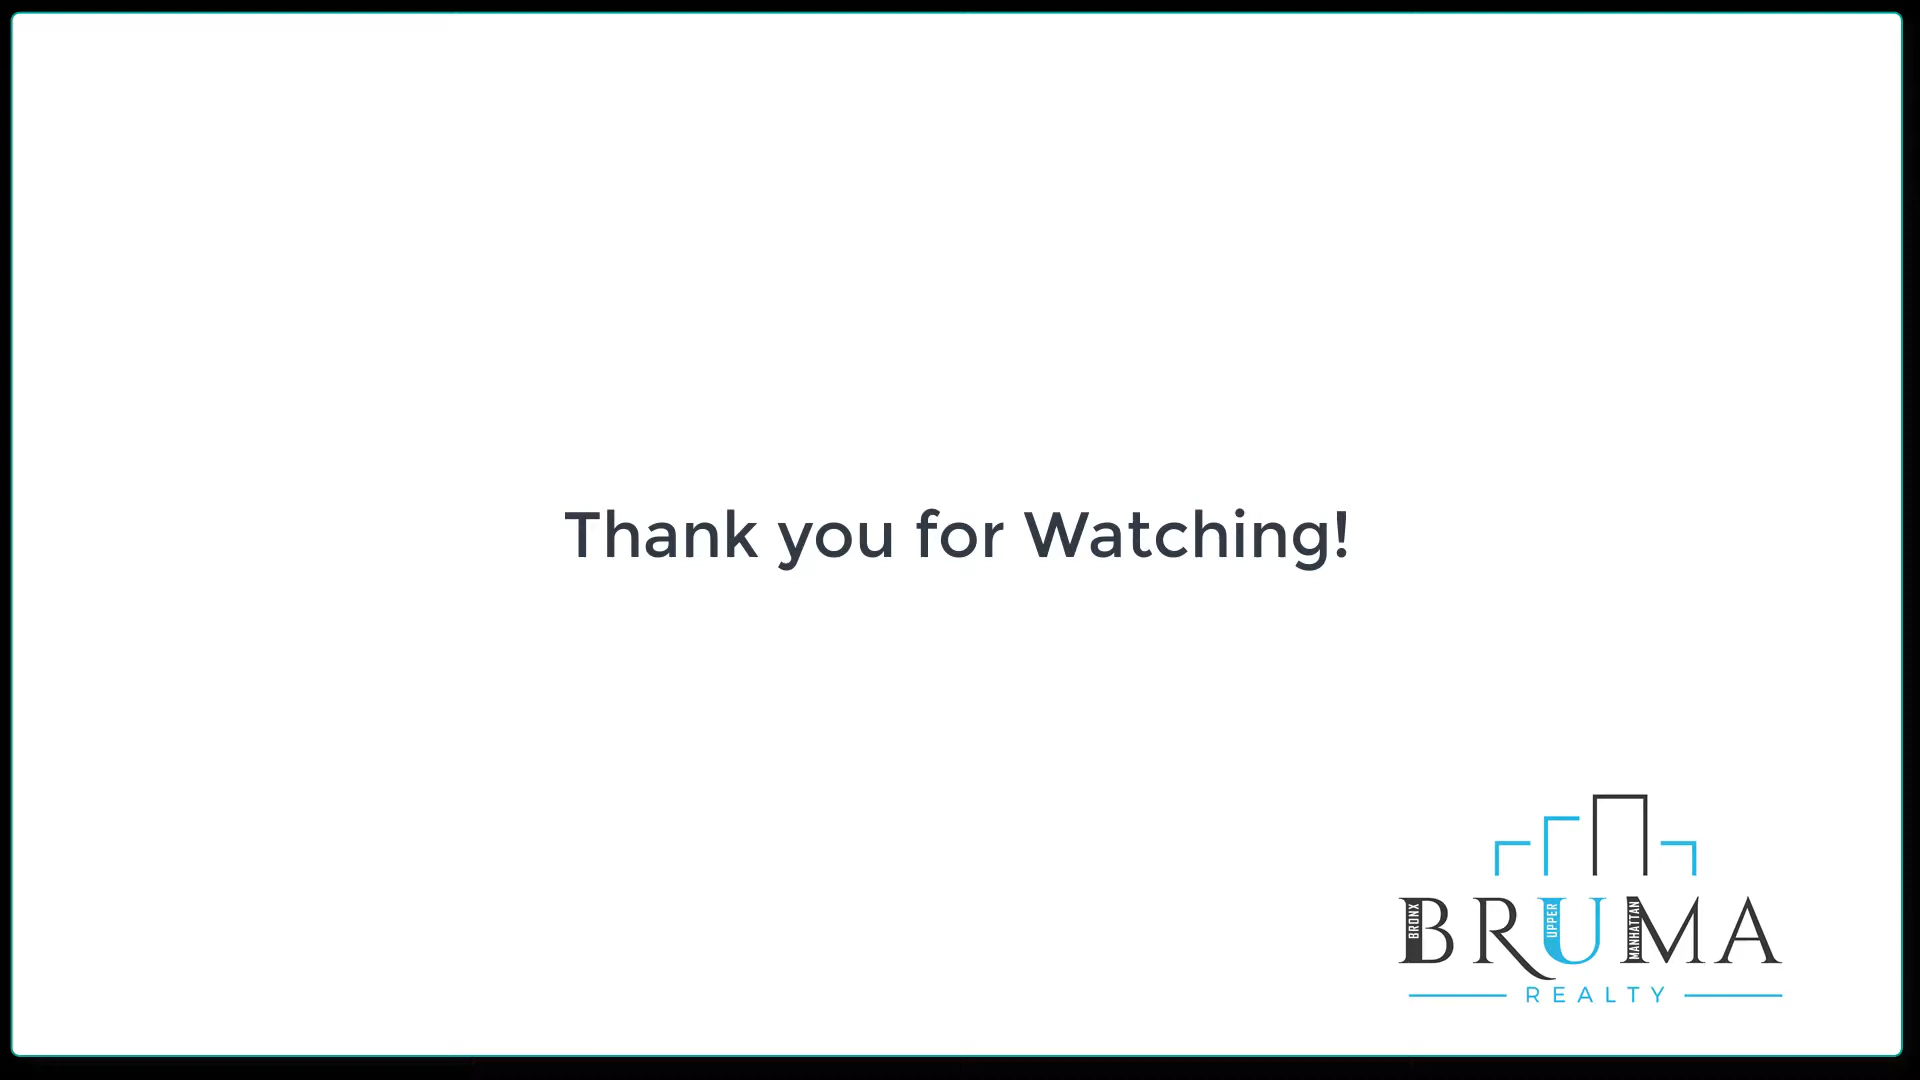 Thank you for Watching!
BRUMA
BRONX
UPPER
MANHATTAN
REALTY